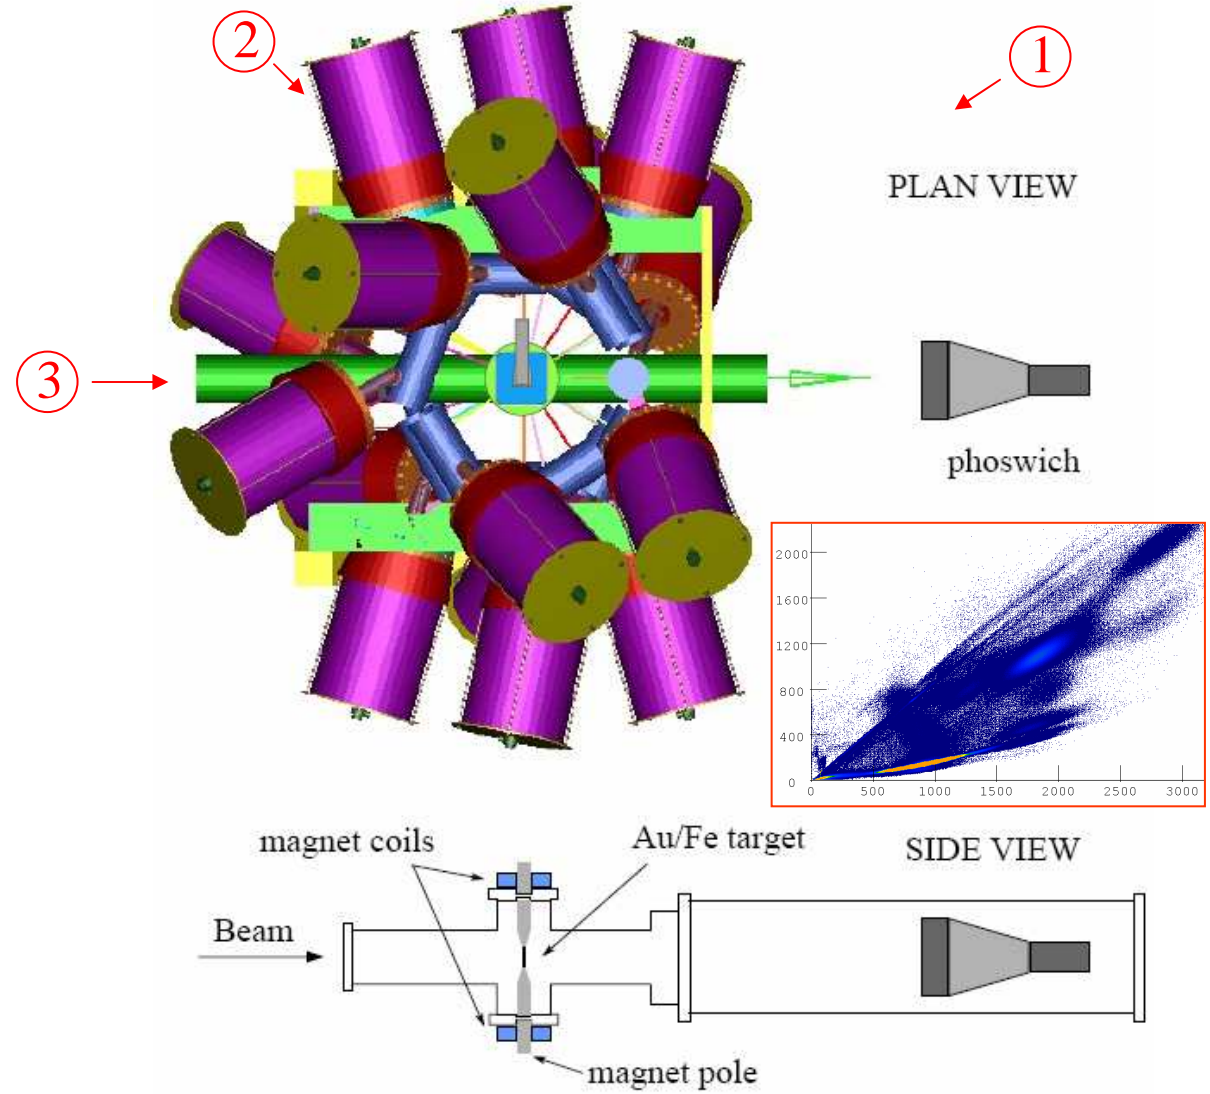 ②
①
PLAN VIEW
③
phoswich
2000
1600
1200
800
400
0
0 500 1000 1500 2000 2500 3000
magnet coils
Au/Fe target
SIDE VIEW
Beam
magnet pole